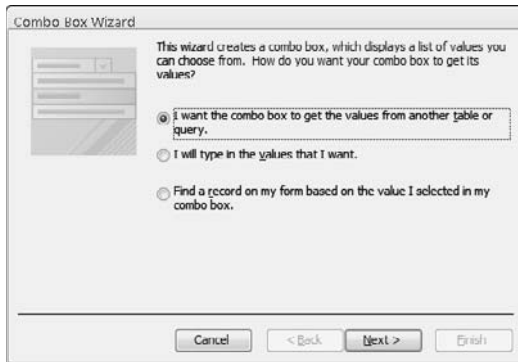 Combo Box Wizard
This wizard creates a combo box, which displays a list of values you
can choose from. How do you want your combo box to get its
values?
I want the combo box to get the values from another table or
query.
I will type in the values that I want.
Find a record on my form based on the value I selected in my
combo box.
Cancel
< Back
Next >
Finish